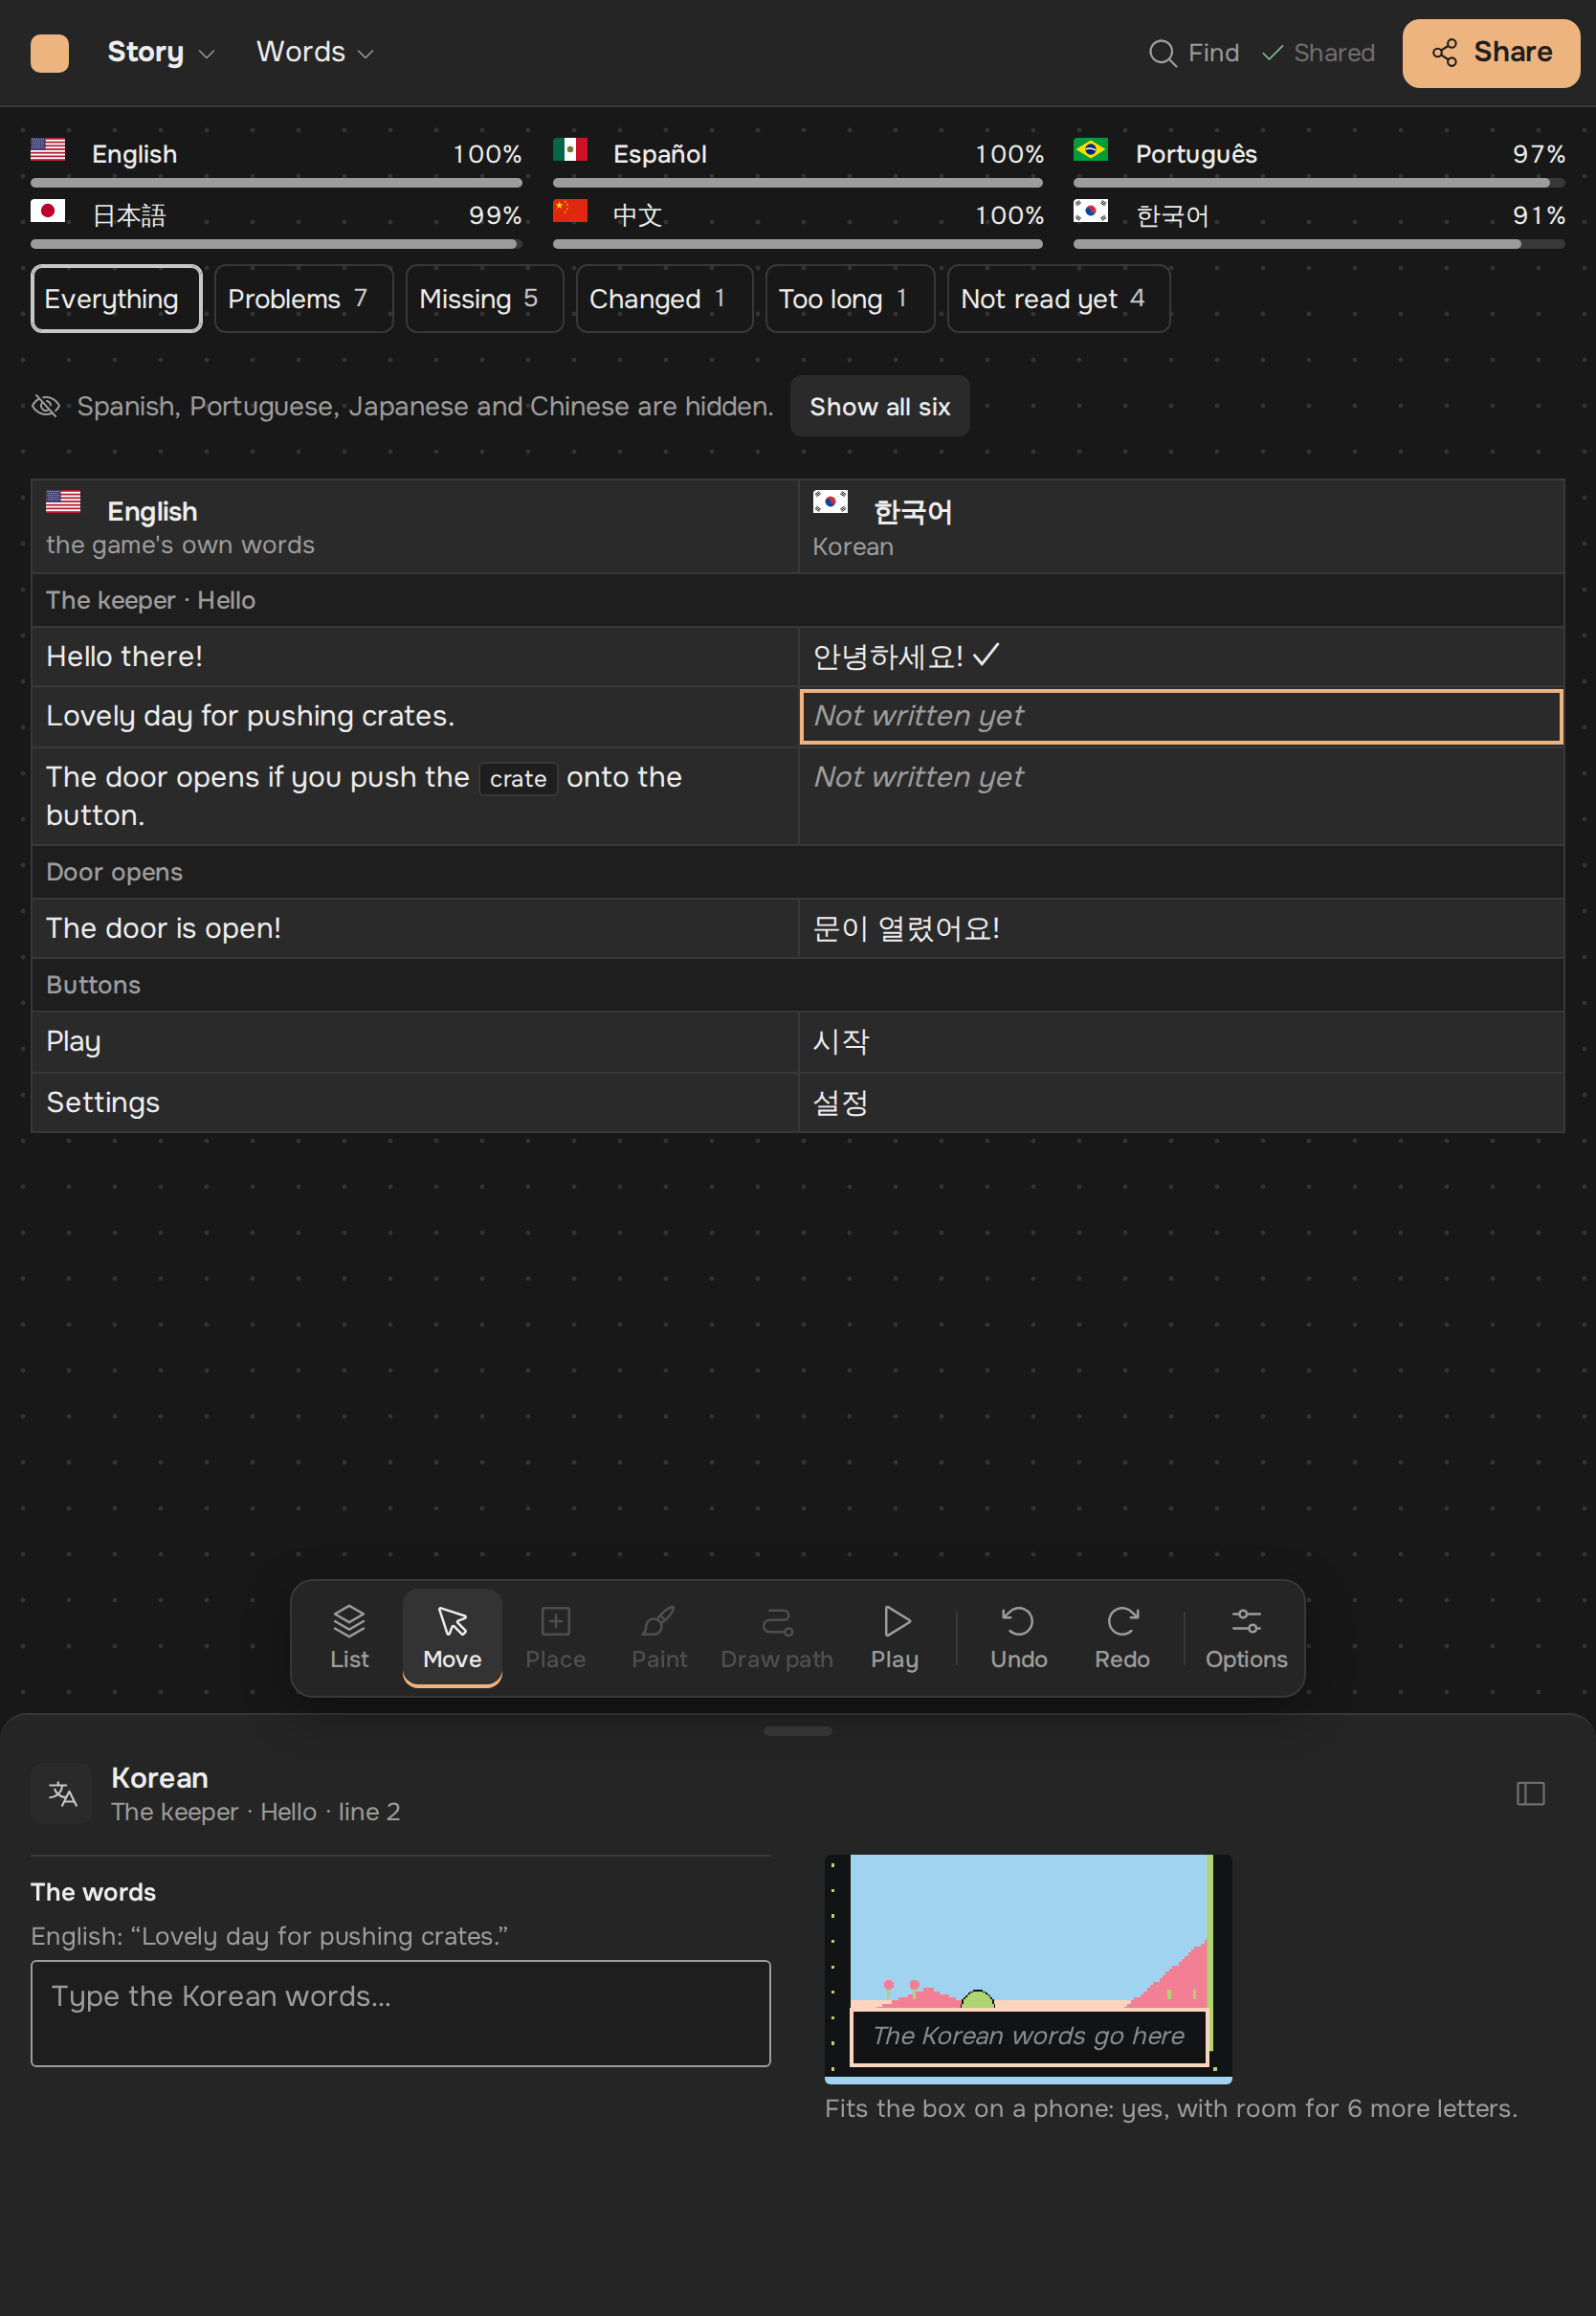 Story Words Find Shared Share
English 100% Español 100% Português 97%
日本語 99% 中文 100% 한국어 91%
Everything Problems 7 Missing 5 Changed 1 Too long 1 Not read yet 4
Spanish, Portuguese, Japanese and Chinese are hidden. Show all six
English 한국어
the game's own words Korean
The keeper · Hello
Hello there! 안녕하세요!
Lovely day for pushing crates. Not written yet
The door opens if you push the crate onto the Not written yet
button.
Door opens
The door is open! 문이 열렸어요!
Buttons
Play 시작
Settings 설정
List Move Place Paint Draw path Play Undo Redo Options
Korean
The keeper · Hello · line 2
The words
English: “Lovely day for pushing crates.”
Type the Korean words...
The Korean words go here
Fits the box on a phone: yes, with room for 6 more letters.